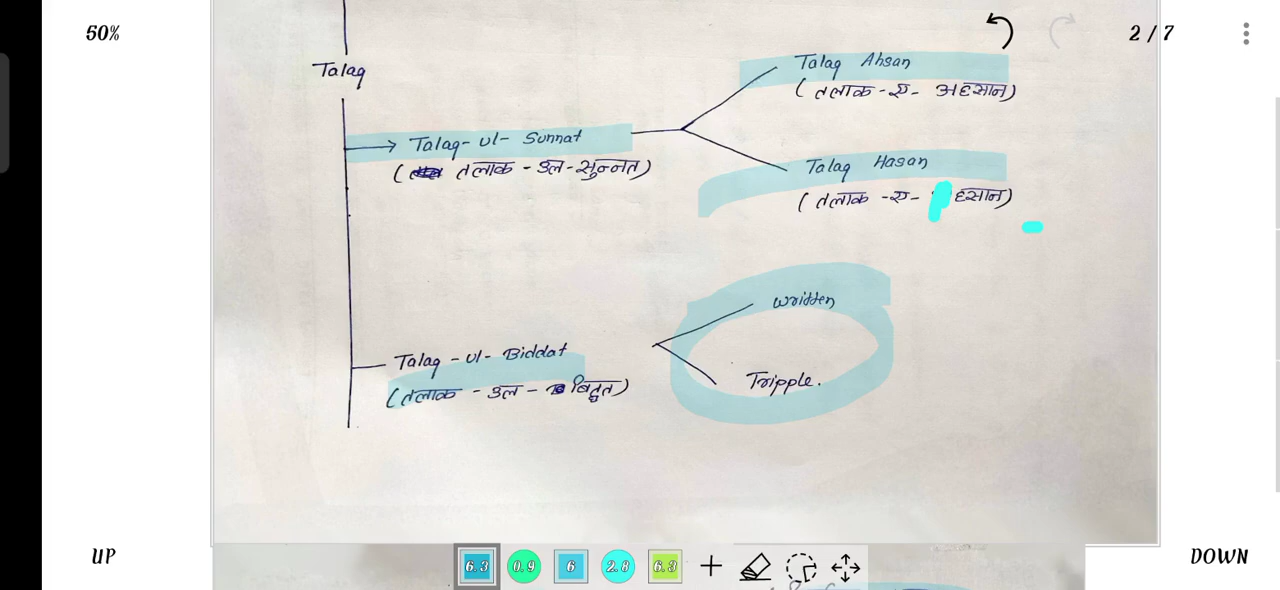 50%
2 / 7
Talaq
Talaq Ahsan
(तलाक -ए- अहसान)
Talaq-ul- Sunnat
(तलाक - उल-सुन्नत)
Talaq Hasan
(तलाक -ए- हसान)
written
Talaq -ul- Biddat
(तलाक - उल - बिद्दत)
Tripple.
UP
DOWN
6.3
0.9
6
2.8
6.3